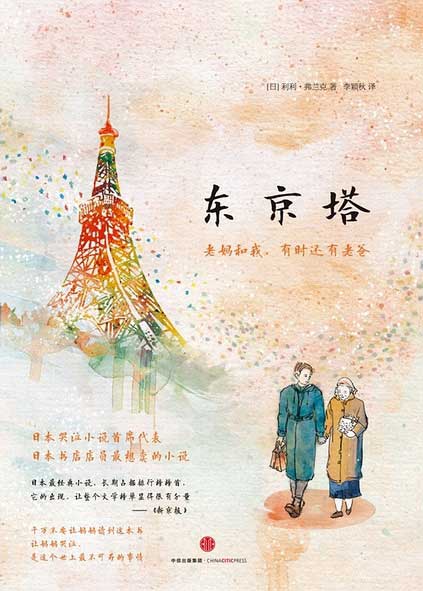 [日] 利利·弗兰克 著 李颖秋 译
东京塔
老妈和我，有时还有老爸
日本哭泣小说首席代表
日本书店店员最想卖的小说
日本最经典小说，长期占据排行榜榜首，
它的出现，让整个文学榜单显得很有分量
——《新京报》
千万不要让妈妈读到这本书
让妈妈哭泣，
是这个世上最不可为的事情
中信出版集团·CHINACITICPRESS